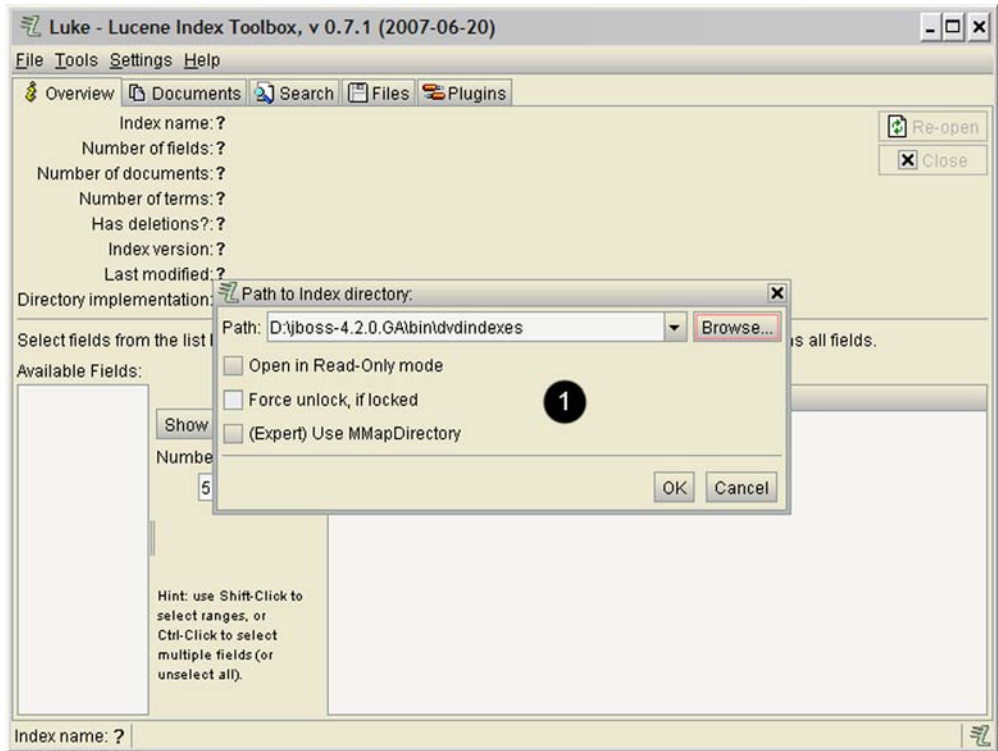 Luke - Lucene Index Toolbox, v 0.7.1 (2007-06-20)
File Tools Settings Help
Overview Documents Search Files Plugins
Index name: ?
Re-open
Number of fields: ?
Close
Number of documents: ?
Number of terms: ?
Has deletions?: ?
Index version: ?
Last modified: ?
Directory implementation:
Path to Index directory:
Path: D:\jboss-4.2.0.GA\bin\dvdindexes Browse...
Select fields from the list
s all fields.
Open in Read-Only mode
Available Fields:
Force unlock, if locked
1
Show
(Expert) Use MMapDirectory
Numbe
5
OK Cancel
Hint: use Shift-Click to
select ranges, or
Ctrl-Click to select
multiple fields (or
unselect all).
Index name: ?